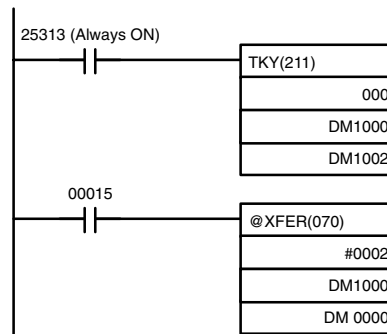 25313 (Always ON)
TKY(211)
000
DM1000
DM1002
00015
@XFER(070)
#0002
DM1000
DM 0000